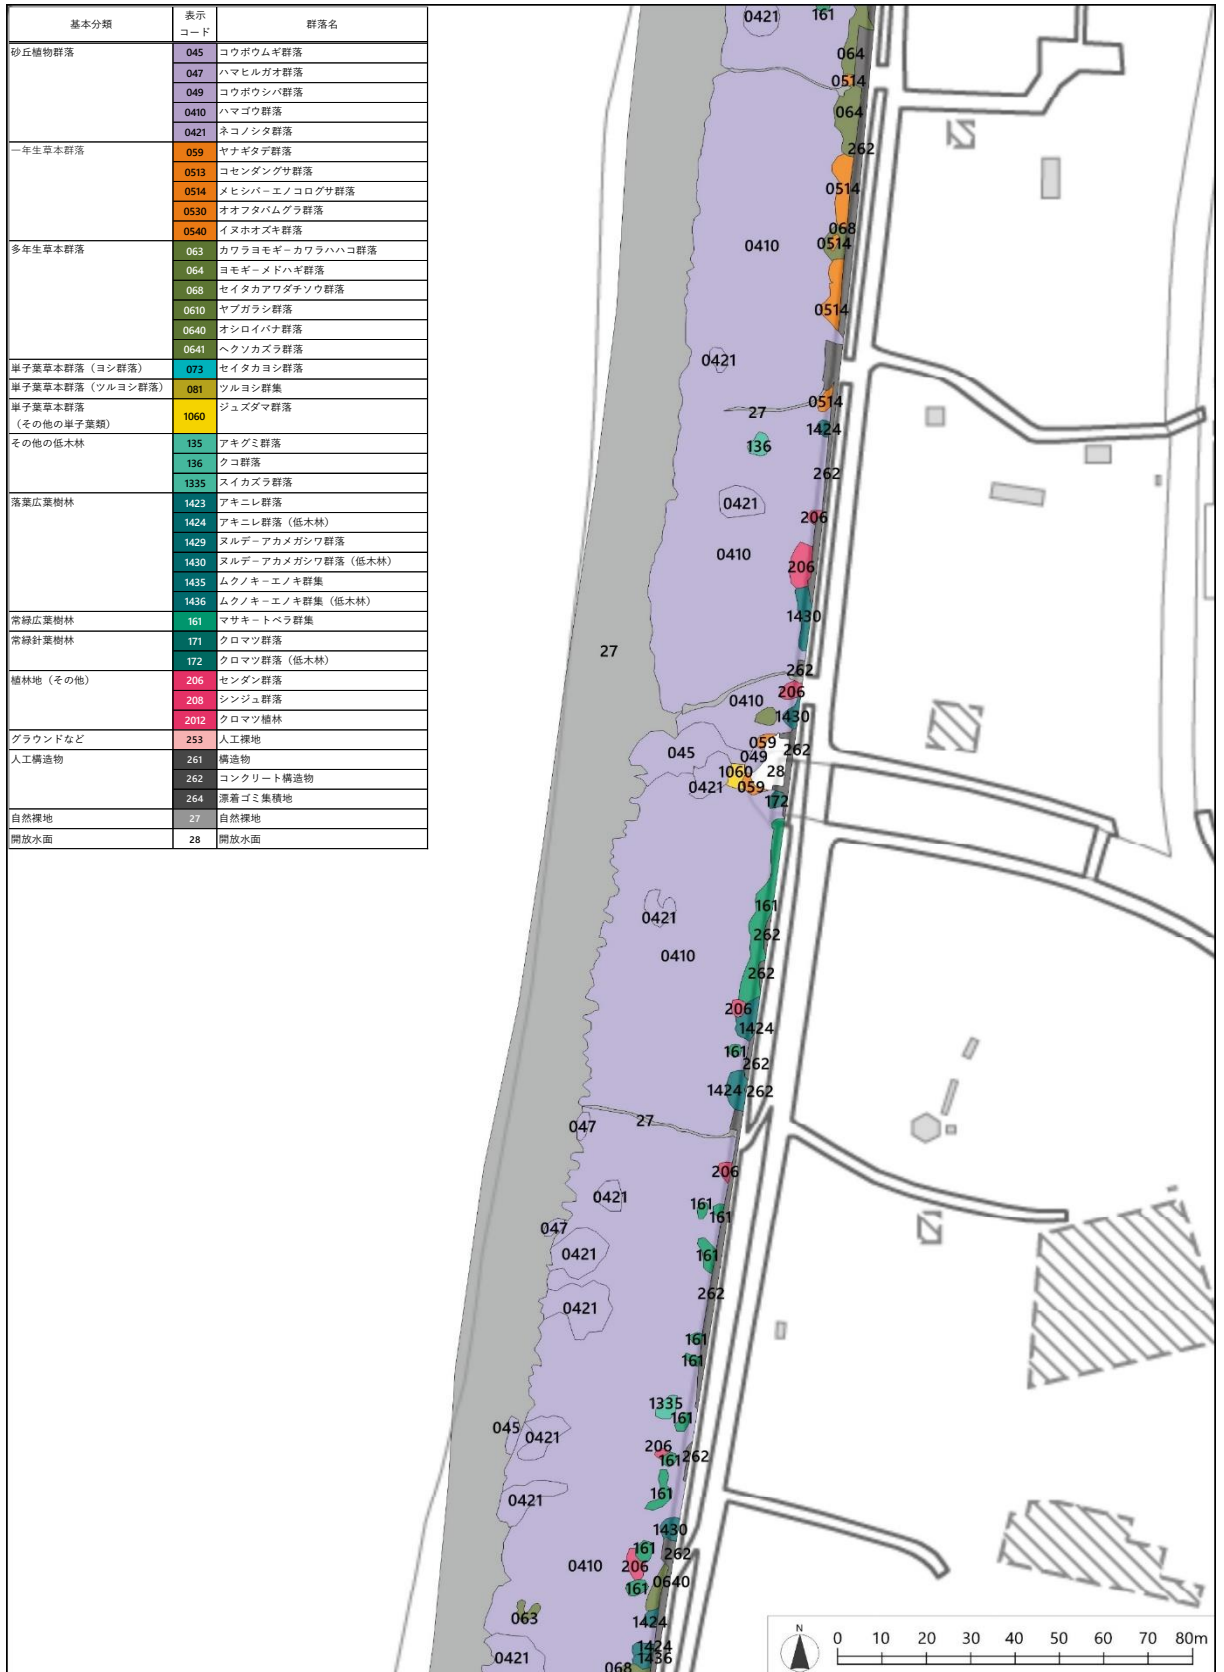 基本分類 表示コード 群落名
砂丘植物群落 045 コウボウムギ群落
047 ハマヒルガオ群落
049 コウボウシバ群落
0410 ハマゴウ群落
0421 ネコノシタ群落
一年生草本群落 059 ヤナギタデ群落
0513 コセンダングサ群落
0514 メヒシバ－エノコログサ群落
0530 オオフタバムグラ群落
0540 イヌホオズキ群落
多年生草本群落 063 カワラヨモギ－カワラハハコ群落
064 ヨモギ－メドハギ群落
068 セイタカアワダチソウ群落
0610 ヤブガラシ群落
0640 オシロイバナ群落
0641 ヘクソカズラ群落
単子葉草本群落（ヨシ群落） 073 セイタカヨシ群落
単子葉草本群落（ツルヨシ群落） 081 ツルヨシ群集
単子葉草本群落 1060 ジュズダマ群落
（その他の単子葉類）
その他の低木林 135 アキグミ群落
136 クコ群落
1335 スイカズラ群落
落葉広葉樹林 1423 アキニレ群落
1424 アキニレ群落（低木林）
1429 ヌルデ－アカメガシワ群落
1430 ヌルデ－アカメガシワ群落（低木林）
1435 ムクノキ－エノキ群集
1436 ムクノキ－エノキ群集（低木林）
常緑広葉樹林 161 マサキ－トベラ群集
常緑針葉樹林 171 クロマツ群落
172 クロマツ群落（低木林）
植林地（その他） 206 センダン群落
208 シンジュ群落
2012 クロマツ植林
グラウンドなど 253 人工裸地
人工構造物 261 構造物
262 コンクリート構造物
264 漂着ゴミ集積地
自然裸地 27 自然裸地
開放水面 28 開放水面
0421 161
064
0514
064
262
0514
068
0410 0514
0514
0421
0514
27
1424
136
262
0421
206
0410
206
1430
27
262
206
0410
1430
059
045 049 262
1060 28
0421 059
172
161
0421
262
0410
262
206
1424
161
262
1424 262
27
047
206
0421 161
161
047
0421 161
262
0421
161
161
1335
161
045
0421 206
161 262
161
0421
1430
161
262
0410 206
0640
161
063 1424
1424
0421 1436
068
N
0 10 20 30 40 50 60 70 80m